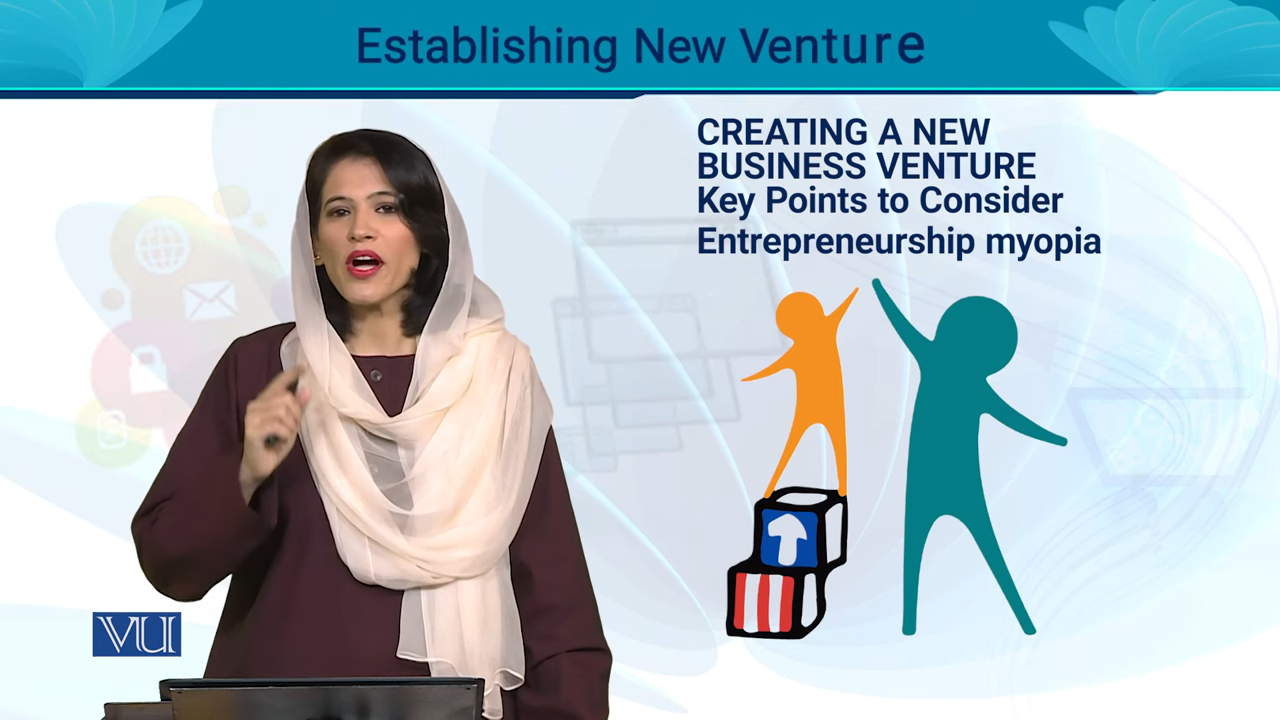 Establishing New Venture
CREATING A NEW
BUSINESS VENTURE
Key Points to Consider
Entrepreneurship myopia
VU